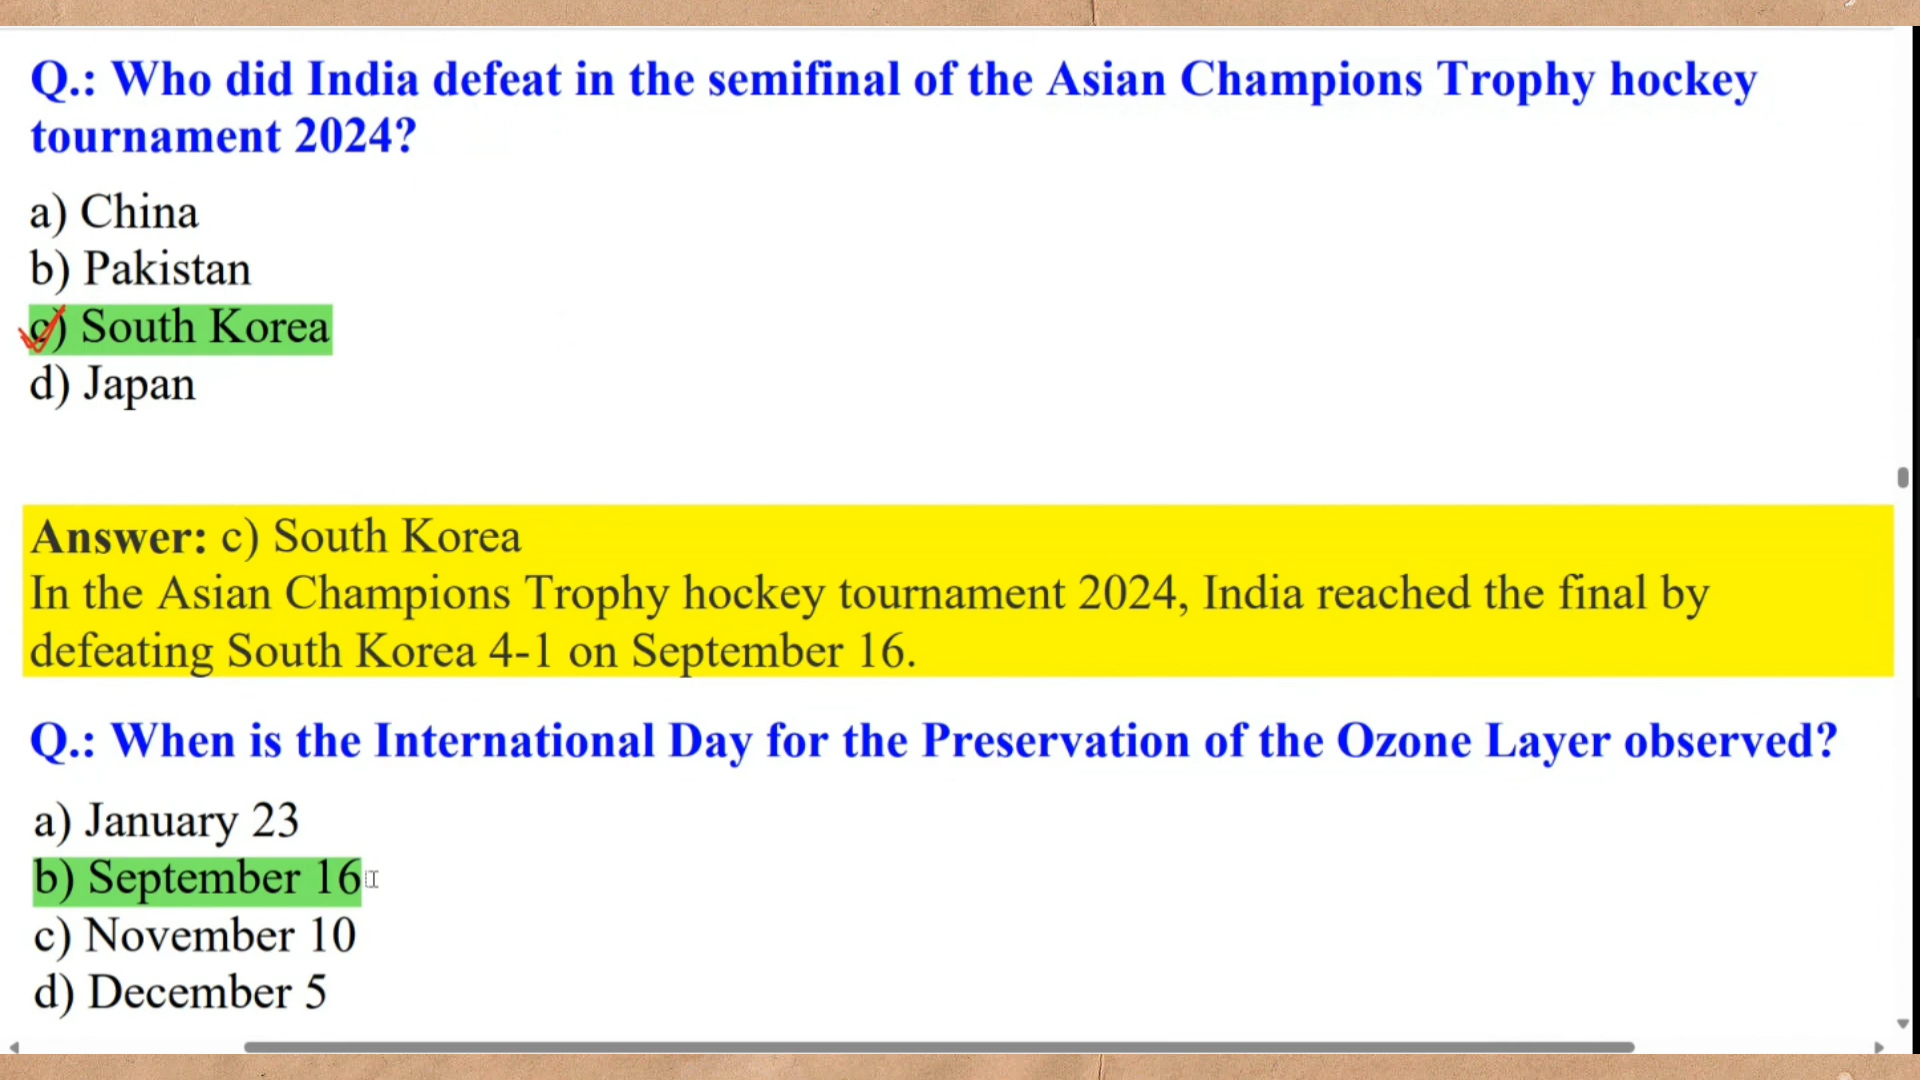 Q.: Who did India defeat in the semifinal of the Asian Champions Trophy hockey
tournament 2024?
a) China
b) Pakistan
c) South Korea
d) Japan
Answer: c) South Korea
In the Asian Champions Trophy hockey tournament 2024, India reached the final by
defeating South Korea 4-1 on September 16.
Q.: When is the International Day for the Preservation of the Ozone Layer observed?
a) January 23
b) September 16
c) November 10
d) December 5